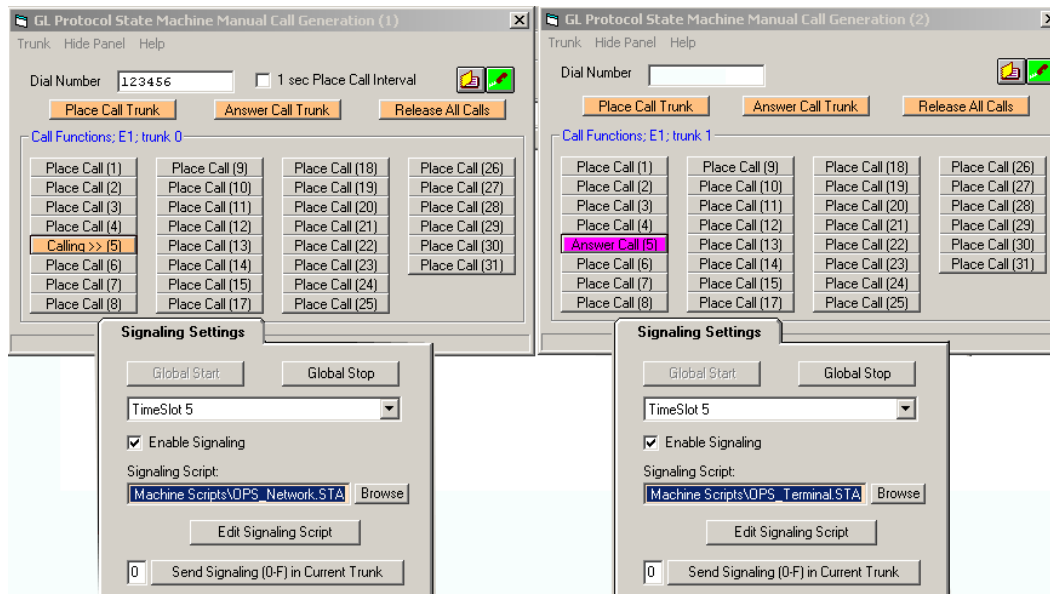 GL Protocol State Machine Manual Call Generation (1)
Trunk Hide Panel Help
Dial Number 123456 1 sec Place Call Interval
Place Call Trunk Answer Call Trunk Release All Calls
Call Functions; E1; trunk 0
Place Call (1) Place Call (9) Place Call (18) Place Call (26)
Place Call (2) Place Call (10) Place Call (19) Place Call (27)
Place Call (3) Place Call (11) Place Call (20) Place Call (28)
Place Call (4) Place Call (12) Place Call (21) Place Call (29)
Calling >> (5) Place Call (13) Place Call (22) Place Call (30)
Place Call (6) Place Call (14) Place Call (23) Place Call (31)
Place Call (7) Place Call (15) Place Call (24)
Place Call (8) Place Call (17) Place Call (25)
Signaling Settings
Global Start Global Stop
TimeSlot 5
Enable Signaling
Signaling Script:
Machine Scripts\OPS_Network.STA Browse
Edit Signaling Script
0 Send Signaling (0-F) in Current Trunk
GL Protocol State Machine Manual Call Generation (2)
Trunk Hide Panel Help
Dial Number
Place Call Trunk Answer Call Trunk Release All Calls
Call Functions; E1; trunk 1
Place Call (1) Place Call (9) Place Call (18) Place Call (26)
Place Call (2) Place Call (10) Place Call (19) Place Call (27)
Place Call (3) Place Call (11) Place Call (20) Place Call (28)
Place Call (4) Place Call (12) Place Call (21) Place Call (29)
Answer Call (5) Place Call (13) Place Call (22) Place Call (30)
Place Call (6) Place Call (14) Place Call (23) Place Call (31)
Place Call (7) Place Call (15) Place Call (24)
Place Call (8) Place Call (17) Place Call (25)
Signaling Settings
Global Start Global Stop
TimeSlot 5
Enable Signaling
Signaling Script:
Machine Scripts\OPS_Terminal.STA Browse
Edit Signaling Script
0 Send Signaling (0-F) in Current Trunk